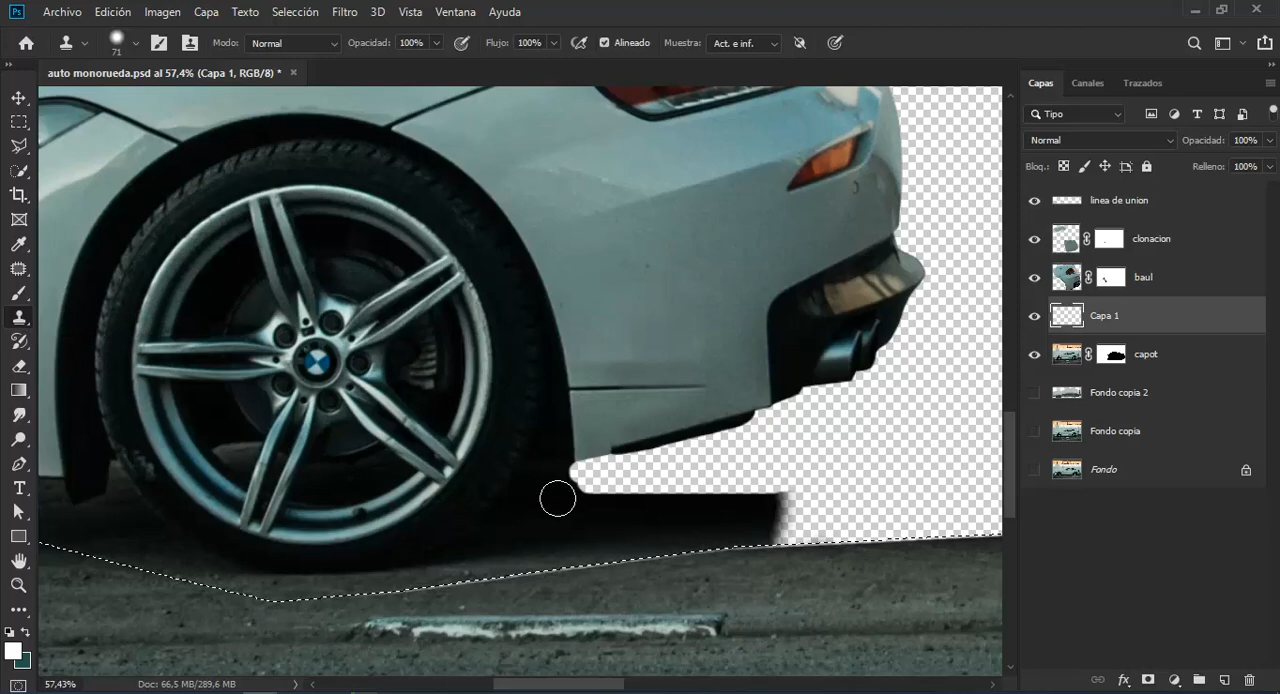 Ps Archivo Edición Imagen Capa Texto Selección Filtro 3D Vista Ventana Ayuda
71 Modo: Normal Opacidad: 100% Flujo: 100% Alineado Muestra: Act. e inf.
auto monorueda.psd al 57,4% (Capa 1, RGB/8) * ×
Capas Canales Trazados
Tipo
Normal Opacidad: 100%
Bloq.: Relleno: 100%
linea de union
clonacion
baul
Capa 1
capot
Fondo copia 2
Fondo copia
Fondo
57,43% Doc: 66,5 MB/289,6 MB